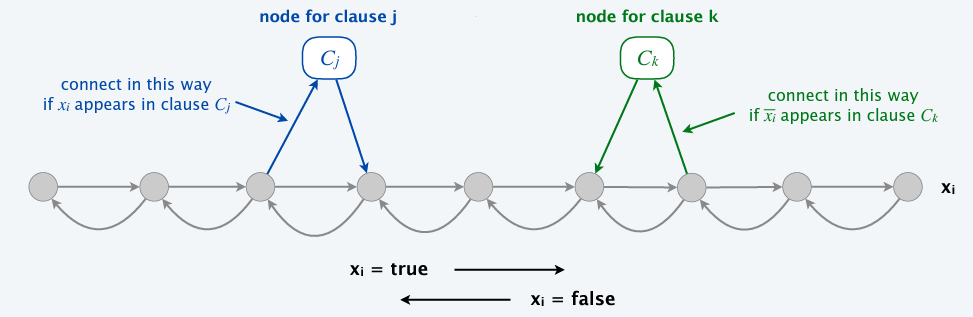 node for clause j
node for clause k
Cⱼ
Cₖ
connect in this way
if xᵢ appears in clause Cⱼ
connect in this way
if x̅ᵢ appears in clause Cₖ
xᵢ
xᵢ = true
xᵢ = false